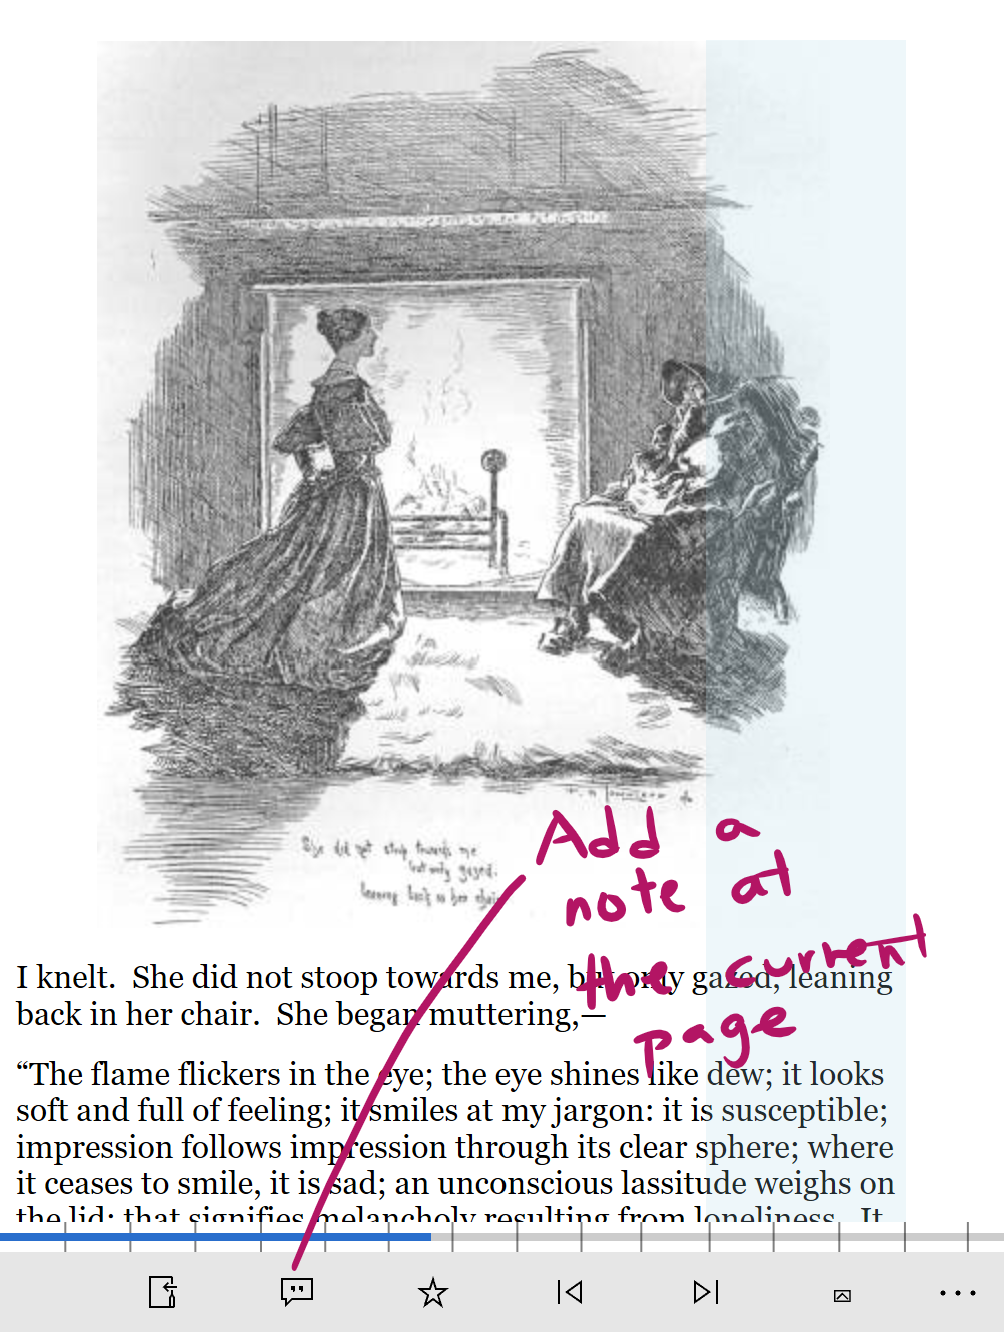 She did not stoop towards me
but only gazed.
leaning back in her chair
Add a
note at
the current
page
I knelt.  She did not stoop towards me, but only gazed, leaning
back in her chair.  She began muttering,—
“The flame flickers in the eye; the eye shines like dew; it looks
soft and full of feeling; it smiles at my jargon: it is susceptible;
impression follows impression through its clear sphere; where
it ceases to smile, it is sad; an unconscious lassitude weighs on
the lid: that signifies melancholy resulting from loneliness.  It